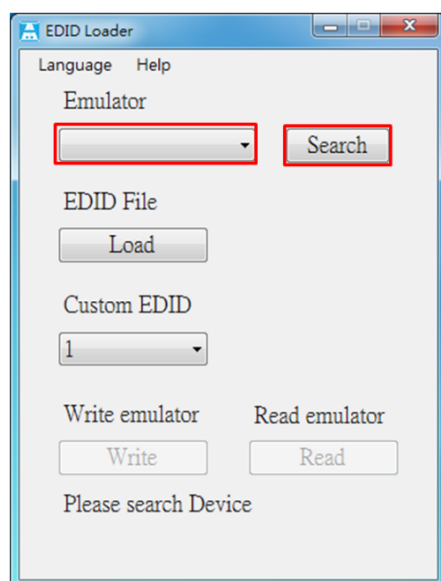 EDID Loader
Language Help
Emulator
Search
EDID File
Load
Custom EDID
1
Write emulator Read emulator
Write Read
Please search Device